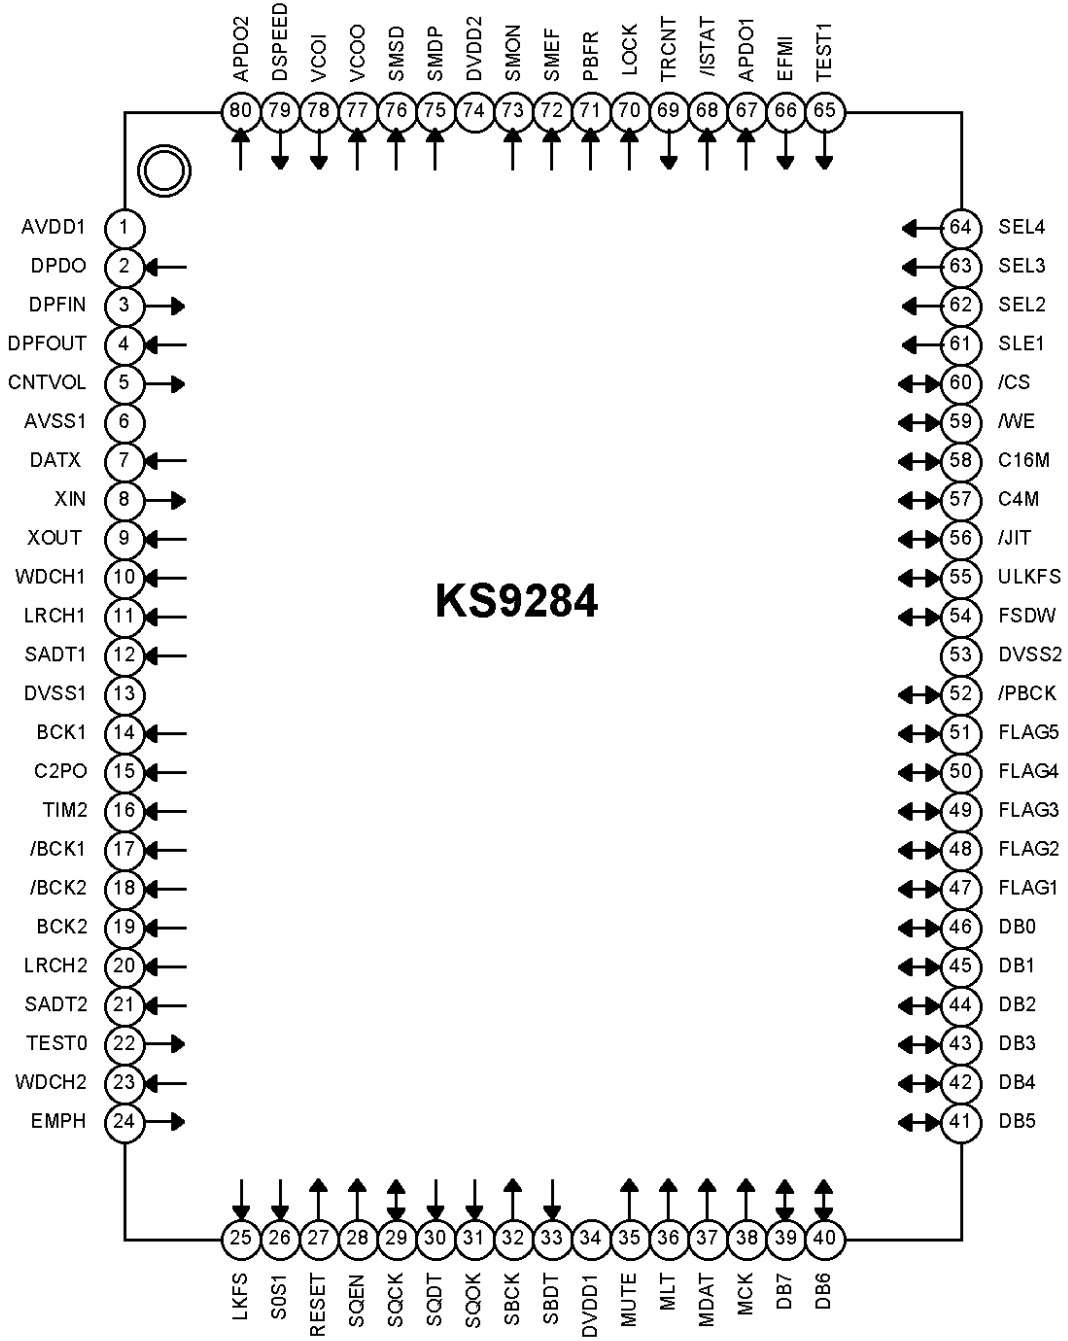 APDO2
DSPEED
VCOI
VCOO
SMSD
SMDP
DVDD2
SMON
SMEF
PBFR
LOCK
TRCNT
/ISTAT
APDO1
EFMI
TEST1
80 79 78 77 76 75 74 73 72 71 70 69 68 67 66 65
AVDD1 1
DPDO 2
DPFIN 3
DPFOUT 4
CNTVOL 5
AVSS1 6
DATX 7
XIN 8
XOUT 9
WDCH1 10
LRCH1 11
SADT1 12
DVSS1 13
BCK1 14
C2PO 15
TIM2 16
/BCK1 17
/BCK2 18
BCK2 19
LRCH2 20
SADT2 21
TEST0 22
WDCH2 23
EMPH 24
KS9284
64 SEL4
63 SEL3
62 SEL2
61 SLE1
60 /CS
59 /WE
58 C16M
57 C4M
56 /JIT
55 ULKFS
54 FSDW
53 DVSS2
52 /PBCK
51 FLAG5
50 FLAG4
49 FLAG3
48 FLAG2
47 FLAG1
46 DB0
45 DB1
44 DB2
43 DB3
42 DB4
41 DB5
25 26 27 28 29 30 31 32 33 34 35 36 37 38 39 40
LKFS
S0S1
RESET
SQEN
SQCK
SQDT
SQOK
SBCK
SBDT
DVDD1
MUTE
MLT
MDAT
MCK
DB7
DB6